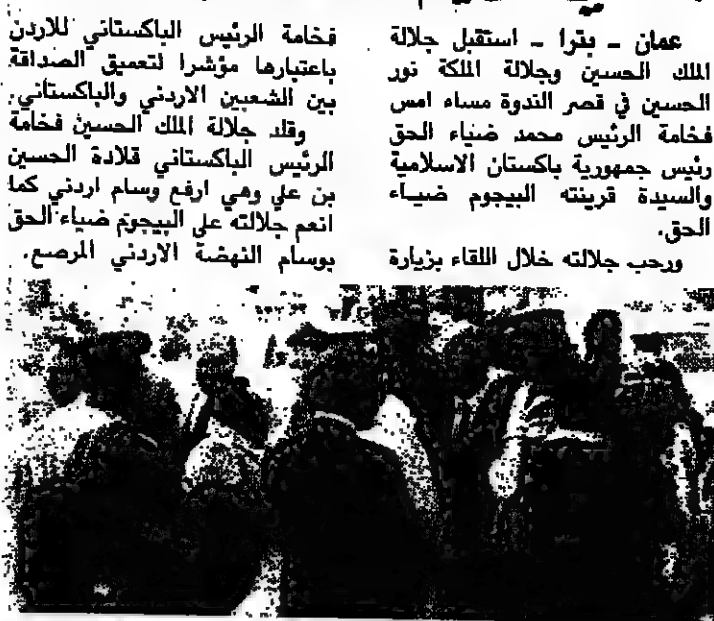 عمان - بترا - استقبل جلالة
الملك الحسين وجلالة الملكة نور
الحسين في قصر الندوة مساء امس
فخامة الرئيس محمد ضياء الحق
رئيس جمهورية باكستان الاسلامية
والسيدة قرينته البيجوم ضياء
الحق.
ورحب جلالته خلال اللقاء بزيارة
فخامة الرئيس الباكستاني للاردن
باعتبارها مؤشرا لتعميق الصداقة
بين الشعبين الاردني والباكستاني.
وقلد جلالة الملك الحسين فخامة
الرئيس الباكستاني قلادة الحسين
بن علي وهي ارفع وسام اردني كما
انعم جلالته على البيجوم ضياء الحق
بوسام النهضة الاردني المرصع.